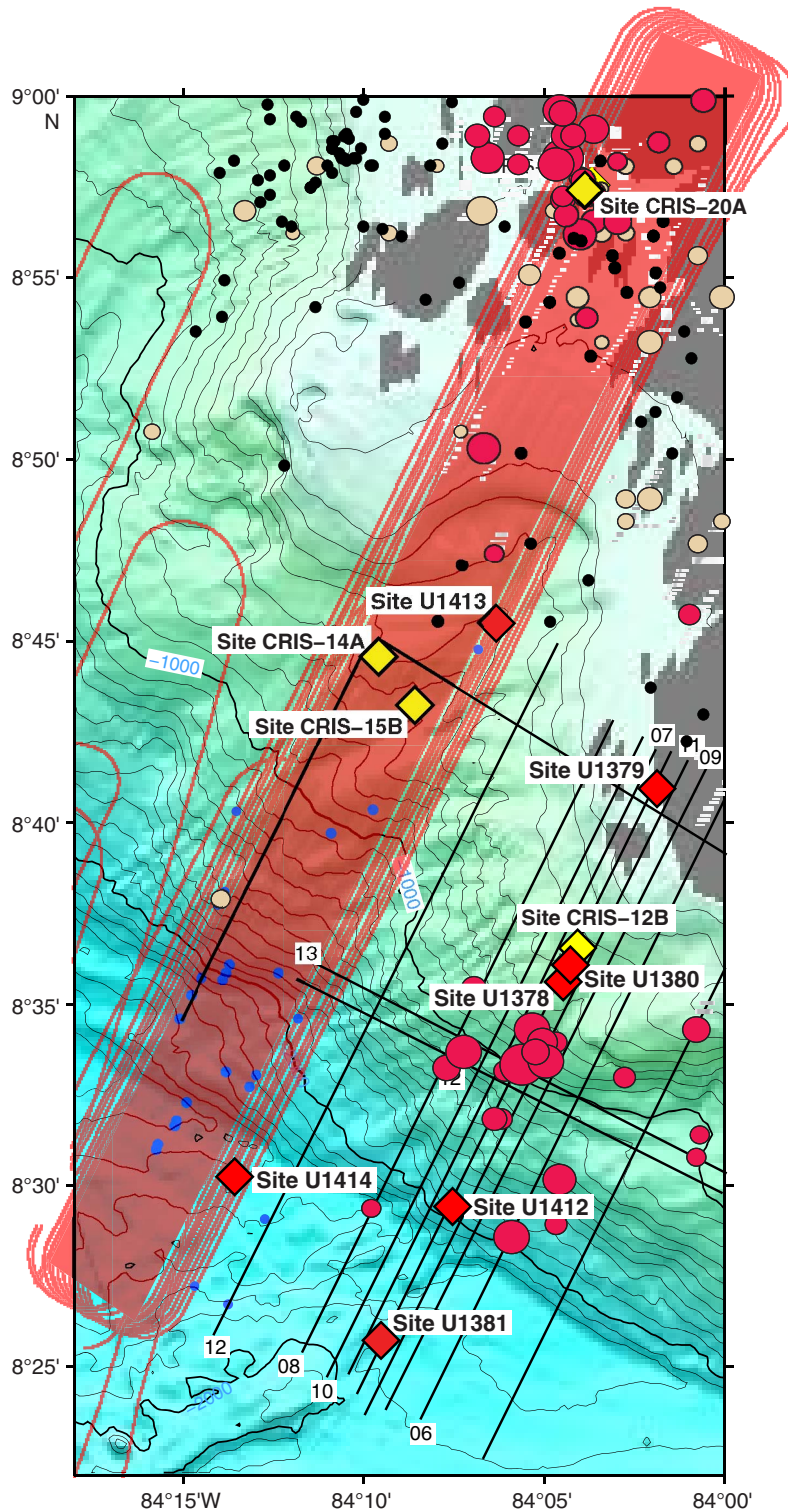 9°00'
N
Site CRIS−20A
8°55'
8°50'
Site U1413
8°45'
Site CRIS−14A
−1000
Site CRIS−15B
07
11
09
Site U1379
8°40'
−1000
Site CRIS−12B
13
Site U1380
8°35'
Site U1378
12
8°30'
Site U1414
Site U1412
Site U1381
12
08
8°25'
10
−2000
06
84°15'W
84°10'
84°05'
84°00'